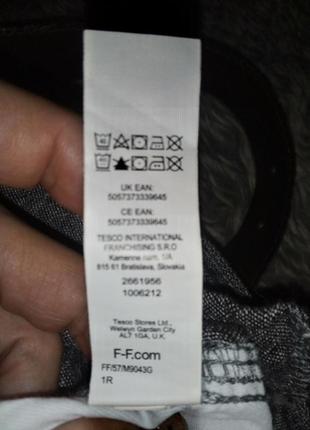 UK EAN:
5057373339645
CE EAN:
5057373339645
TESCO INTERNATIONAL
FRANCHISING S.R.O
Kamenne nam. 1/A
815 61 Bratislava, Slovakia
2661956
1006212
Tesco Stores Ltd.,
Welwyn Garden City
AL7 1GA, U.K
F-F.com
FF/57/M9043G
1R